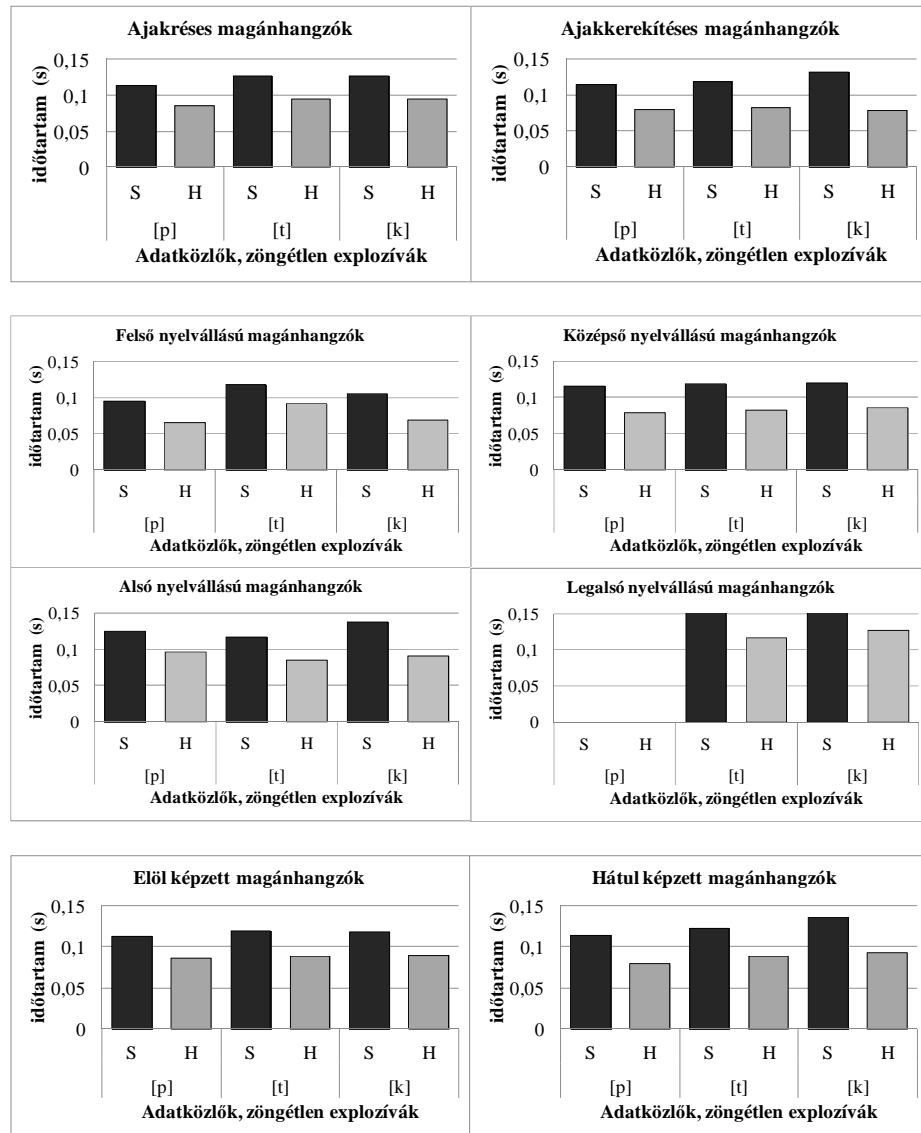 Ajakréses magánhangzók
időtartam (s)
0,15
0,1
0,05
0
S H S H S H
[p] [t] [k]
Adatközlők, zöngétlen explozívák
Ajakkerekítéses magánhangzók
időtartam (s)
0,15
0,1
0,05
0
S H S H S H
[p] [t] [k]
Adatközlők, zöngétlen explozívák
Felső nyelvállású magánhangzók
időtartam (s)
0,15
0,1
0,05
0
S H S H S H
[p] [t] [k]
Adatközlők, zöngétlen explozívák
Középső nyelvállású magánhangzók
időtartam (s)
0,15
0,1
0,05
0
S H S H S H
[p] [t] [k]
Adatközlők, zöngétlen explozívák
Alsó nyelvállású magánhangzók
időtartam (s)
0,15
0,1
0,05
0
S H S H S H
[p] [t] [k]
Adatközlők, zöngétlen explozívák
Legalsó nyelvállású magánhangzók
időtartam (s)
0,15
0,1
0,05
0
S H S H S H
[p] [t] [k]
Adatközlők, zöngétlen explozívák
Elöl képzett magánhangzók
időtartam (s)
0,15
0,1
0,05
0
S H S H S H
[p] [t] [k]
Adatközlők, zöngétlen explozívák
Hátul képzett magánhangzók
időtartam (s)
0,15
0,1
0,05
0
S H S H S H
[p] [t] [k]
Adatközlők, zöngétlen explozívák